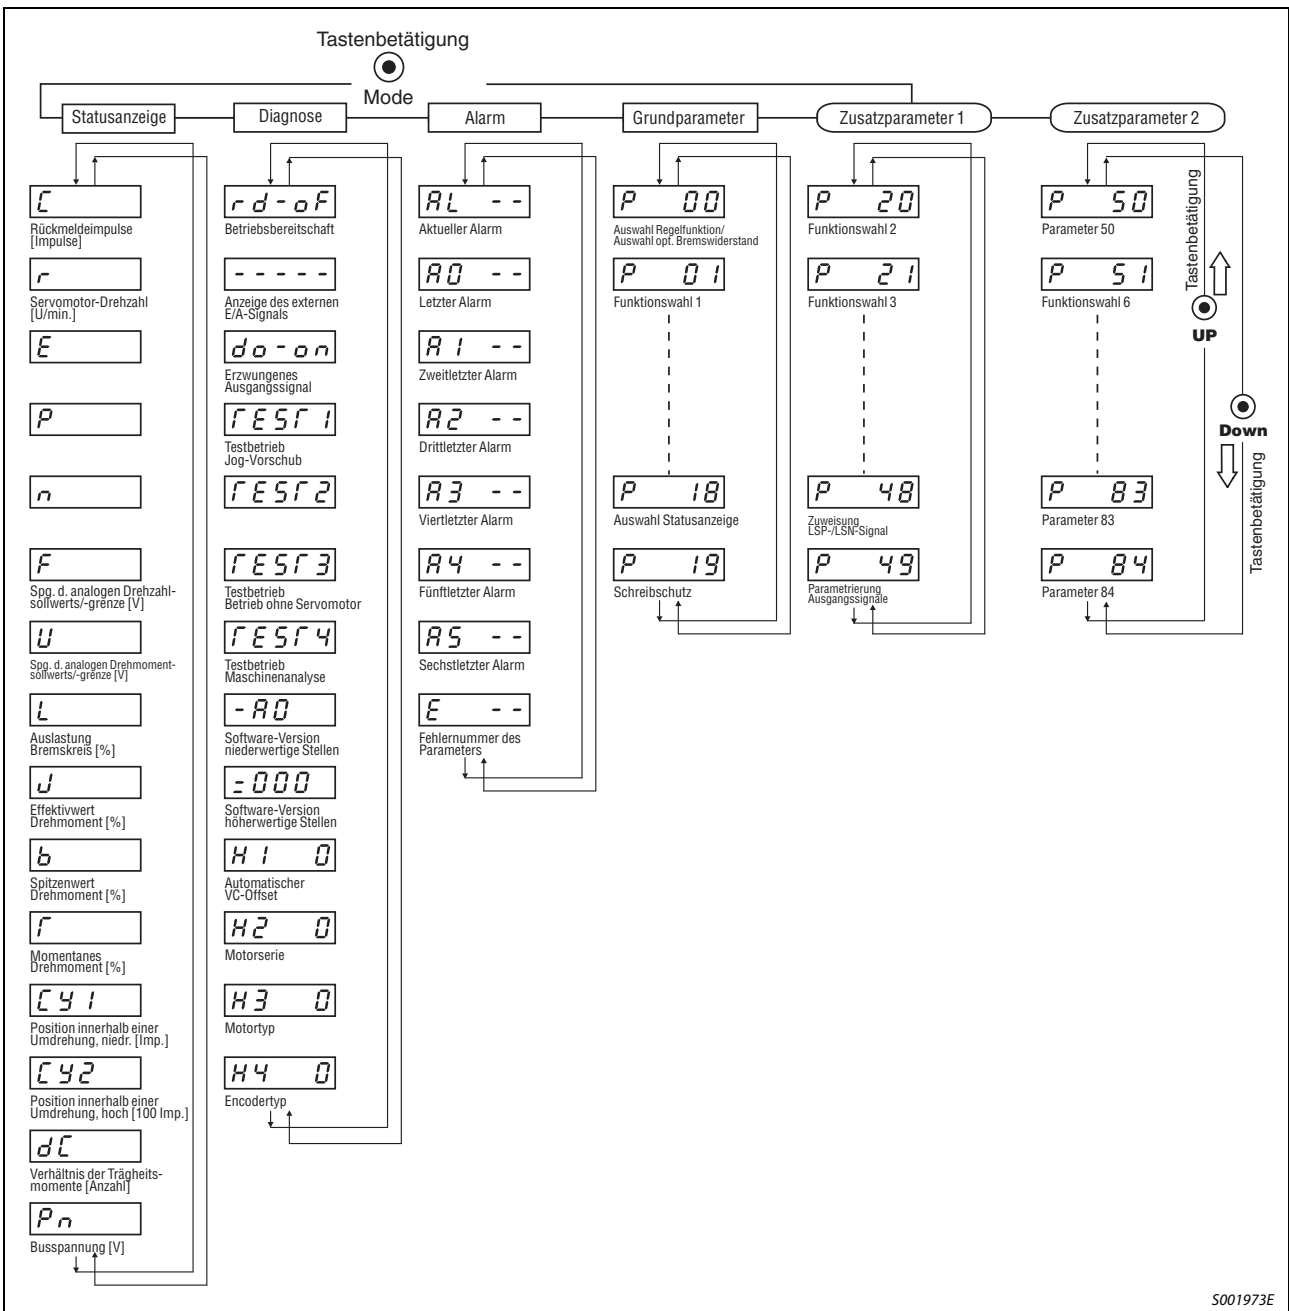 Tastenbetätigung
Mode
Statusanzeige
Diagnose
Alarm
Grundparameter
Zusatzparameter 1
Zusatzparameter 2
C
Rückmeldeimpulse
[Impulse]
r
Servomotor-Drehzahl
[U/min.]
E
P
n
F
Spg. d. analogen Drehzahl-
sollwerts/-grenze [V]
U
Spg. d. analogen Drehmoment-
sollwerts/-grenze [V]
L
Auslastung
Bremskreis [%]
J
Effektivwert
Drehmoment [%]
b
Spitzenwert
Drehmoment [%]
T
Momentanes
Drehmoment [%]
CY1
Position innerhalb einer
Umdrehung, niedr. [Imp.]
CY2
Position innerhalb einer
Umdrehung, hoch [100 Imp.]
dC
Verhältnis der Trägheits-
momente [Anzahl]
Pn
Busspannung [V]
rd-oF
Betriebsbereitschaft
- - - - -
Anzeige des externen
E/A-Signals
do-on
Erzwungenes
Ausgangssignal
TEST1
Testbetrieb
Jog-Vorschub
TEST2
TEST3
Testbetrieb
Betrieb ohne Servomotor
TEST4
Testbetrieb
Maschinenanalyse
-A0
Software-Version
niederwertige Stellen
=000
Software-Version
höherwertige Stellen
H1 0
Automatischer
VC-Offset
H2 0
Motorserie
H3 0
Motortyp
H4 0
Encodertyp
AL --
Aktueller Alarm
A0 --
Letzter Alarm
A1 --
Zweitletzter Alarm
A2 --
Drittletzter Alarm
A3 --
Viertletzter Alarm
A4 --
Fünftletzter Alarm
A5 --
Sechstletzter Alarm
E --
Fehlernummer des
Parameters
P 00
Auswahl Regelfunktion/
Auswahl opt. Bremswiderstand
P 01
Funktionswahl 1
P 18
Auswahl Statusanzeige
P 19
Schreibschutz
P 20
Funktionswahl 2
P 21
Funktionswahl 3
P 48
Zuweisung
LSP-/LSN-Signal
P 49
Parametrierung
Ausgangssignale
P 50
Parameter 50
P 51
Funktionswahl 6
P 83
Parameter 83
P 84
Parameter 84
Tastenbetätigung
UP
Down
Tastenbetätigung
S001973E